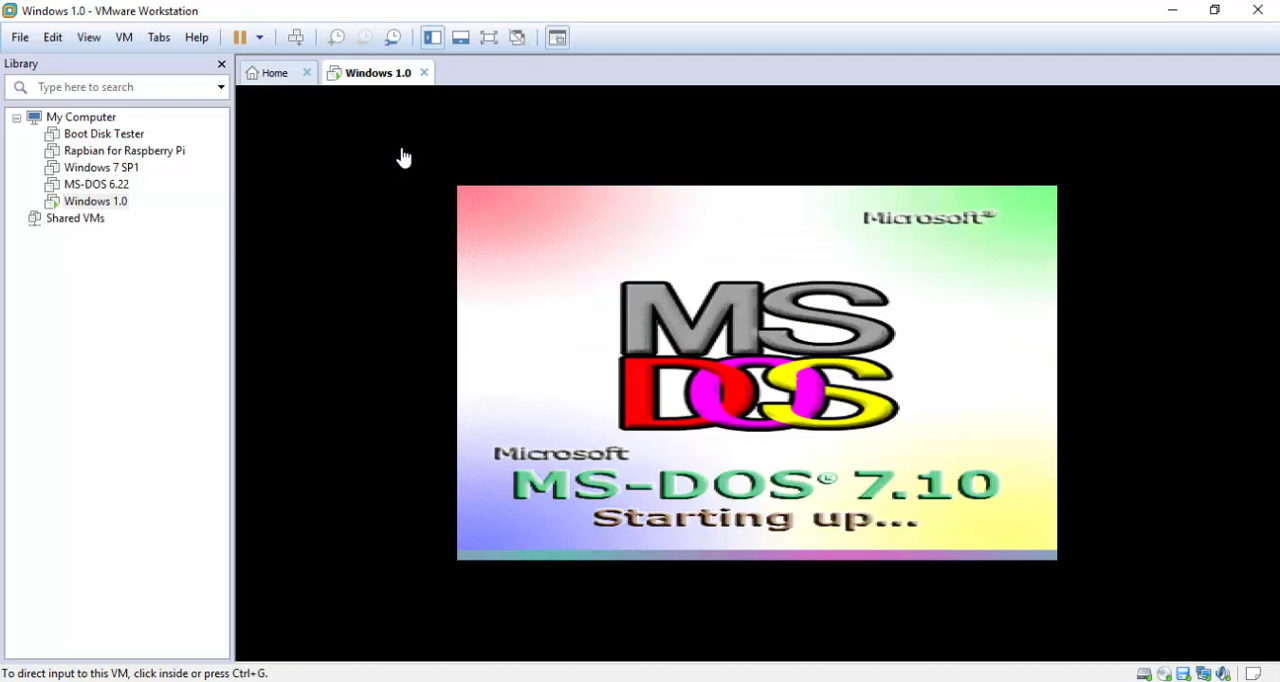 Windows 1.0 - VMware Workstation
File Edit View VM Tabs Help
Library
Type here to search
Home
Windows 1.0
My Computer
Boot Disk Tester
Rapbian for Raspberry Pi
Windows 7 SP1
MS-DOS 6.22
Windows 1.0
Shared VMs
Microsoft®
MS
DOS
Microsoft
MS-DOS® 7.10
Starting up...
To direct input to this VM, click inside or press Ctrl+G.